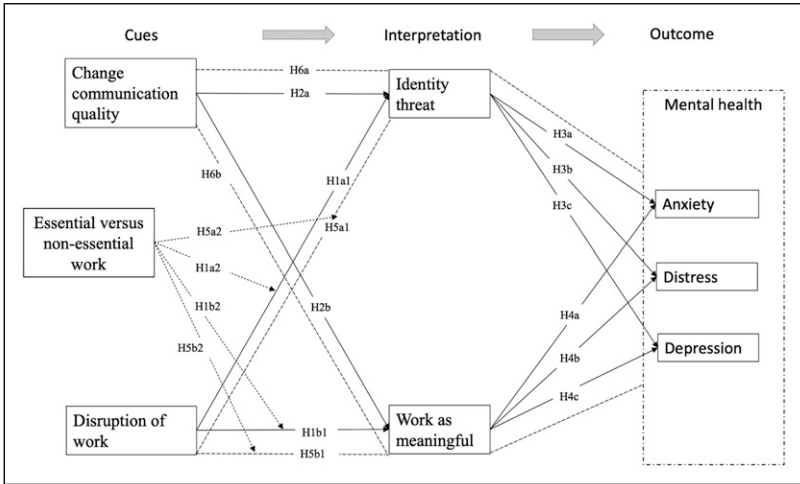 Cues
Interpretation
Outcome
Change
communication
quality
H6a
H2a
Identity
threat
Mental health
H3a
H3b
H3c
H6b
H1a1
Essential versus
non-essential
work
H5a2
H5a1
H1a2
H1b2
H5b2
H2b
Anxiety
Distress
Depression
H4a
H4b
H4c
Disruption of
work
H1b1
H5b1
Work as
meaningful